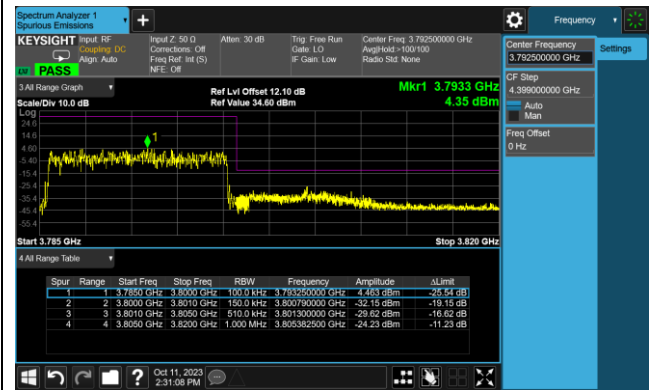 Spectrum Analyzer 1
Spurious Emissions
Frequency
KEYSIGHT
Input: RF
Coupling: DC
Align: Auto
Input Z: 50 Ω
Corrections: Off
Freq Ref: Int (S)
NFE: Off
Atten: 30 dB
Trig: Free Run
Gate: LO
IF Gain: Low
Center Freq: 3.792500000 GHz
Avg|Hold:>100/100
Radio Std: None
PASS
Center Frequency
3.792500000 GHz
Settings
CF Step
4.399000000 GHz
Auto
Man
Freq Offset
0 Hz
3 All Range Graph
Scale/Div 10.0 dB
Ref Lvl Offset 12.10 dB
Ref Value 34.60 dBm
Mkr1 3.7933 GHz
4.35 dBm
Log
24.6
14.6
4.60
-5.40
-15.4
-25.4
-35.4
-45.4
-55.4
1
Start 3.785 GHz
Stop 3.820 GHz
4 All Range Table
Spur Range Start Freq Stop Freq RBW Frequency Amplitude ΔLimit
1 1 3.7850 GHz 3.8000 GHz 100.0 kHz 3.793250000 GHz 4.463 dBm -25.54 dB
2 2 3.8000 GHz 3.8010 GHz 150.0 kHz 3.800790000 GHz -32.15 dBm -19.15 dB
3 3 3.8010 GHz 3.8050 GHz 510.0 kHz 3.801300000 GHz -29.62 dBm -16.62 dB
4 4 3.8050 GHz 3.8200 GHz 1.000 MHz 3.805382500 GHz -24.23 dBm -11.23 dB
Oct 11, 2023
2:31:08 PM